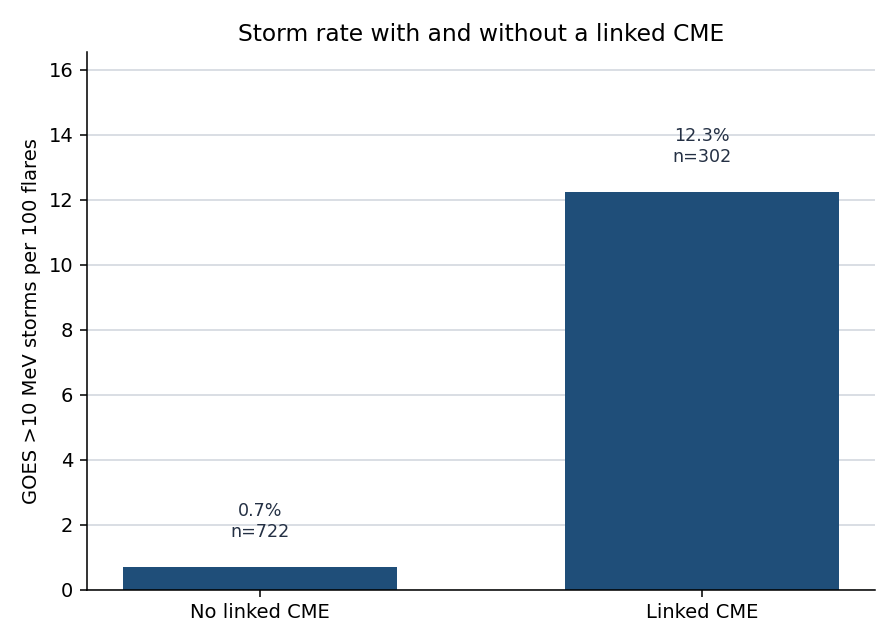 Storm rate with and without a linked CME
GOES >10 MeV storms per 100 flares
16
14
12
10
8
6
4
2
0
12.3%
n=302
0.7%
n=722
No linked CME
Linked CME